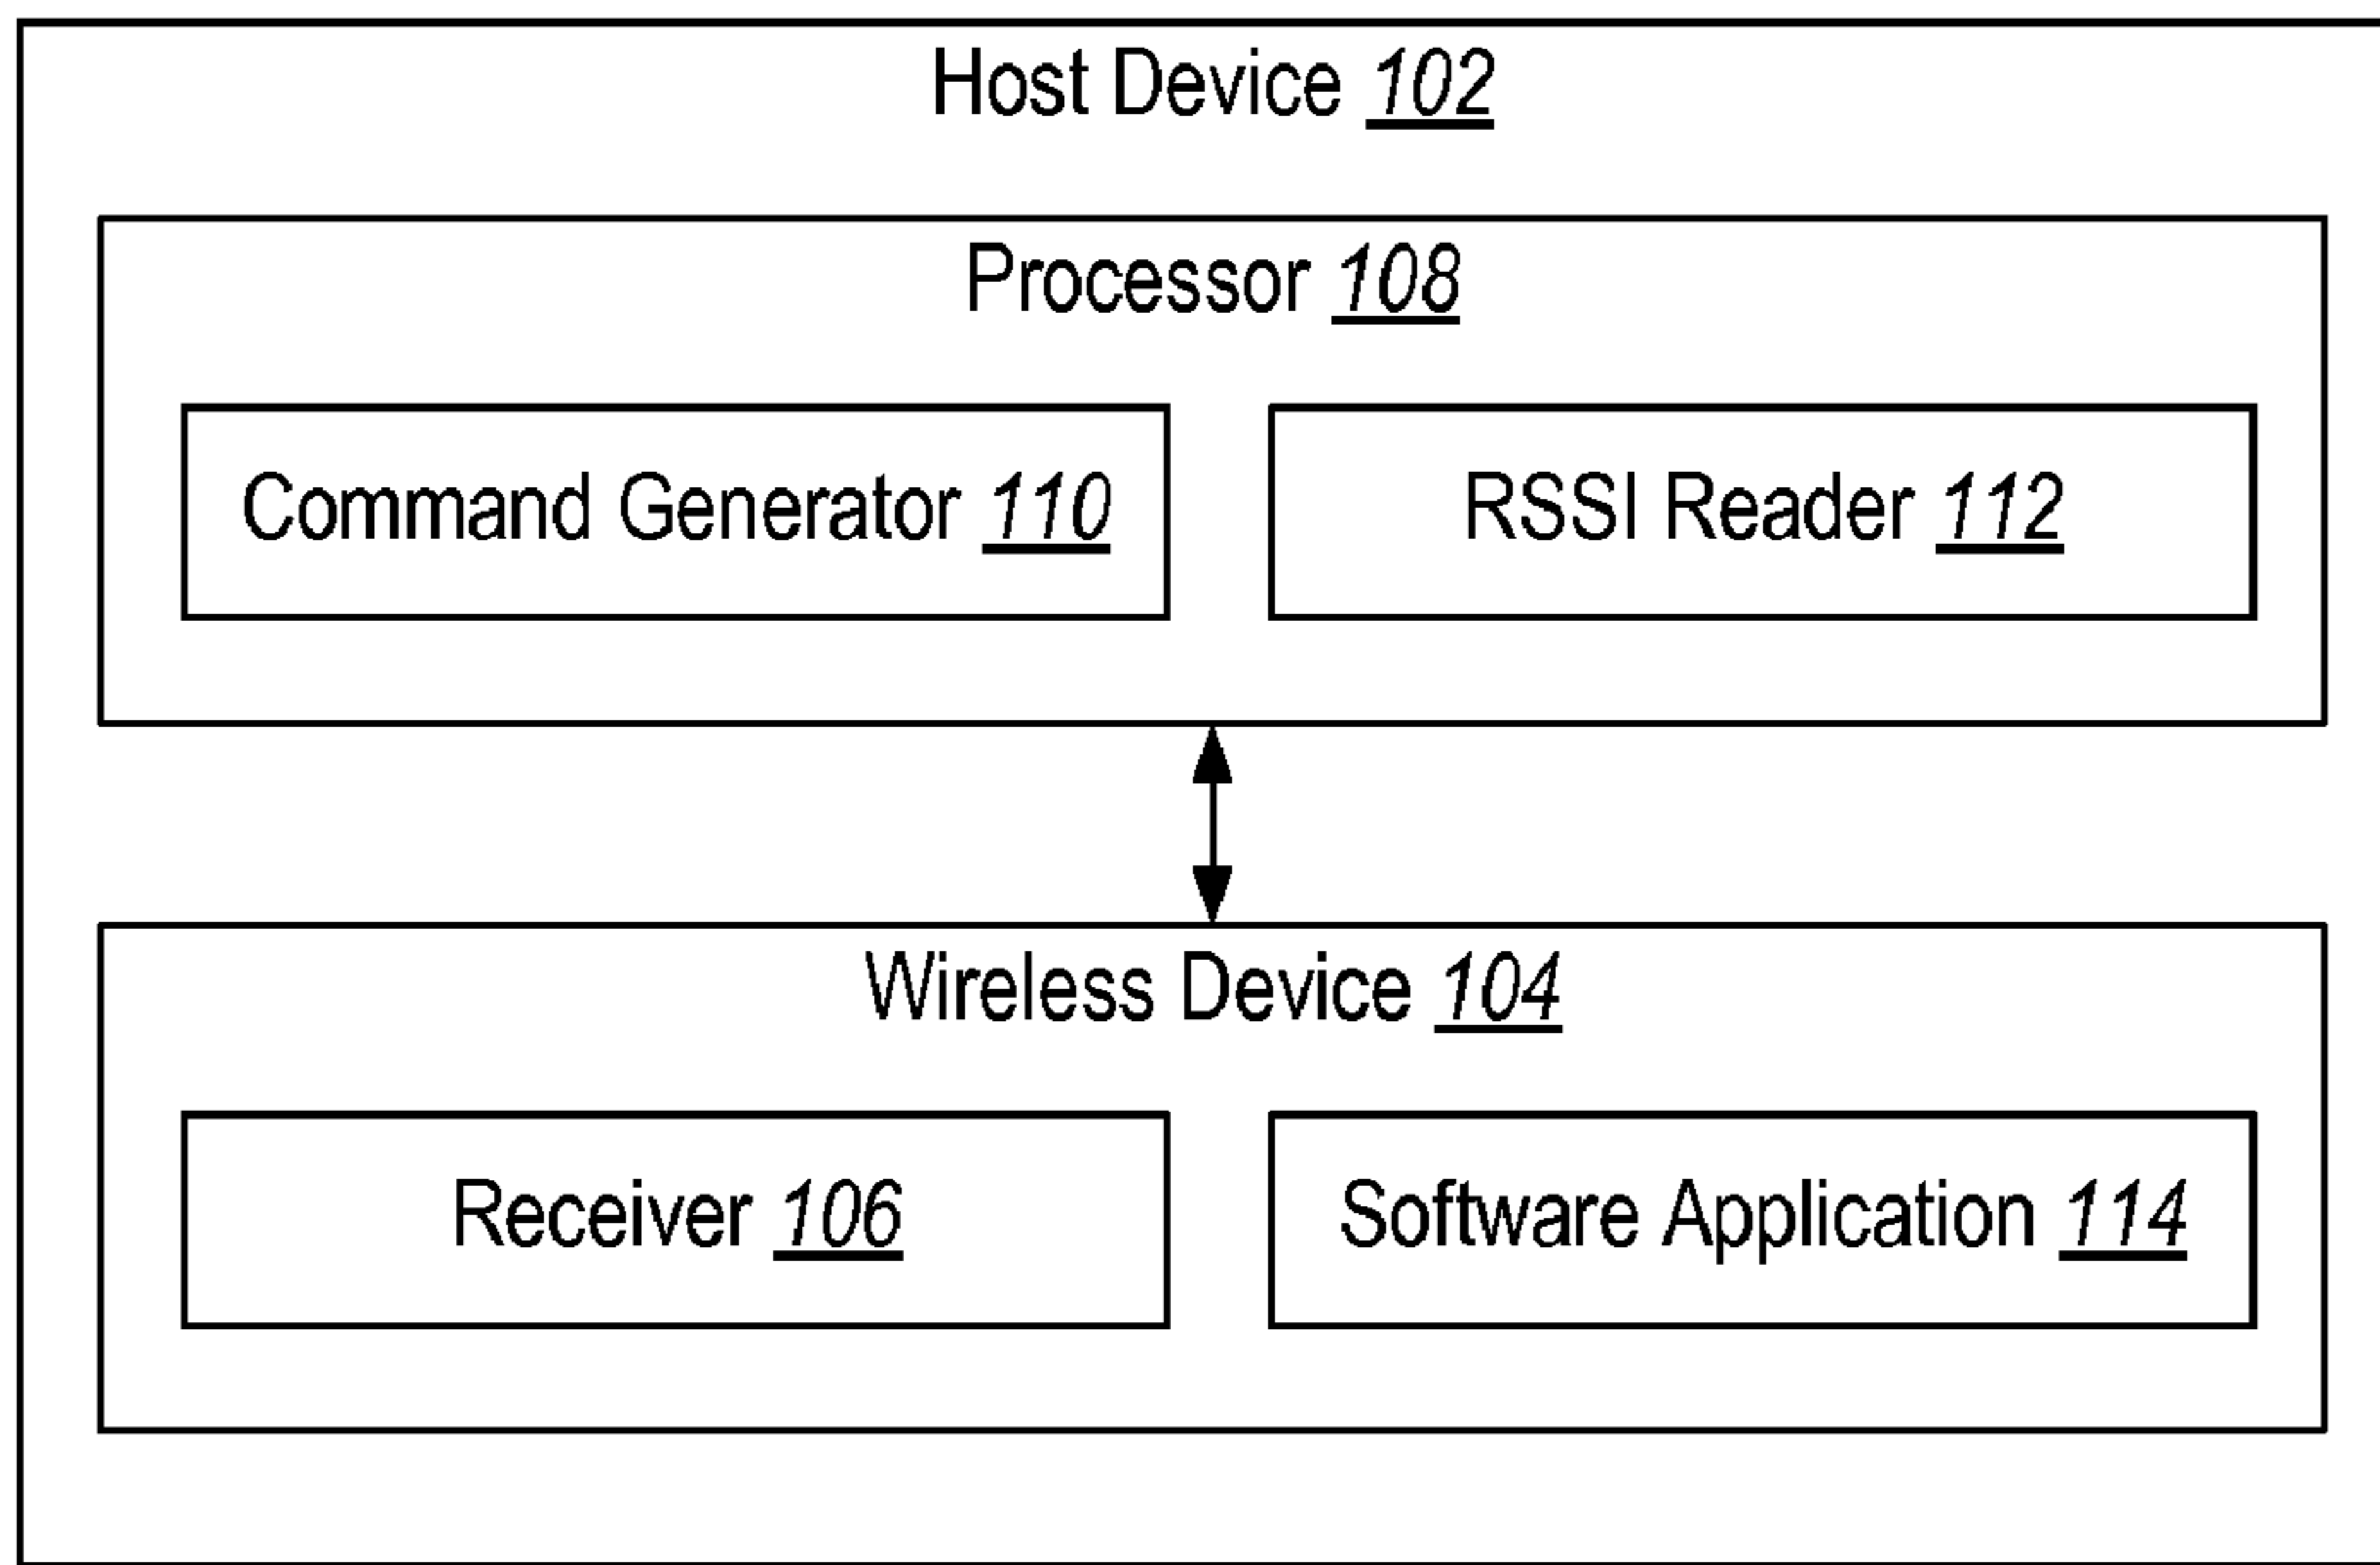 Host Device 102
Processor 108
Command Generator 110
RSSI Reader 112
Wireless Device 104
Receiver 106
Software Application 114